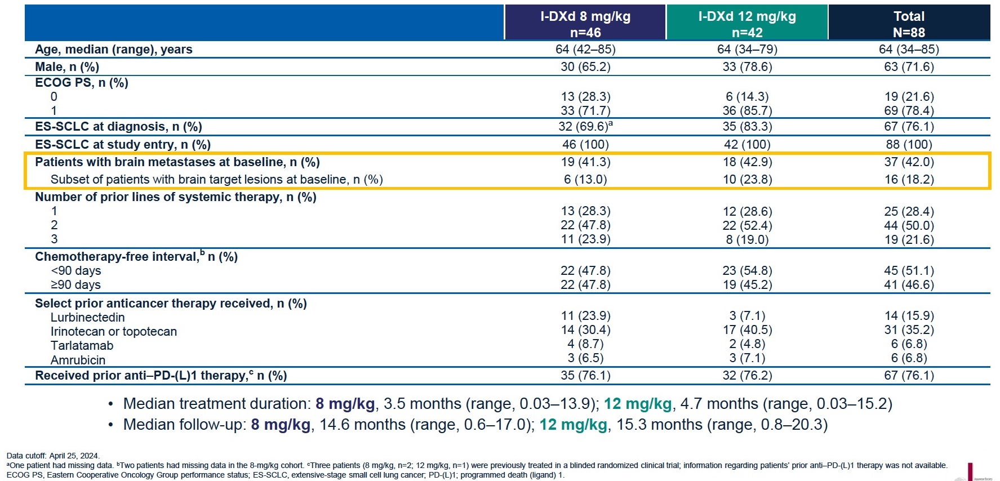 I-DXd 8 mg/kg n=46 I-DXd 12 mg/kg n=42 Total N=88
Age, median (range), years 64 (42–85) 64 (34–79) 64 (34–85)
Male, n (%) 30 (65.2) 33 (78.6) 63 (71.6)
ECOG PS, n (%)
0 13 (28.3) 6 (14.3) 19 (21.6)
1 33 (71.7) 36 (85.7) 69 (78.4)
ES-SCLC at diagnosis, n (%) 32 (69.6)ᵃ 35 (83.3) 67 (76.1)
ES-SCLC at study entry, n (%) 46 (100) 42 (100) 88 (100)
Patients with brain metastases at baseline, n (%) 19 (41.3) 18 (42.9) 37 (42.0)
Subset of patients with brain target lesions at baseline, n (%) 6 (13.0) 10 (23.8) 16 (18.2)
Number of prior lines of systemic therapy, n (%)
1 13 (28.3) 12 (28.6) 25 (28.4)
2 22 (47.8) 22 (52.4) 44 (50.0)
3 11 (23.9) 8 (19.0) 19 (21.6)
Chemotherapy-free interval,ᵇ n (%)
<90 days 22 (47.8) 23 (54.8) 45 (51.1)
≥90 days 22 (47.8) 19 (45.2) 41 (46.6)
Select prior anticancer therapy received, n (%)
Lurbinectedin 11 (23.9) 3 (7.1) 14 (15.9)
Irinotecan or topotecan 14 (30.4) 17 (40.5) 31 (35.2)
Tarlatamab 4 (8.7) 2 (4.8) 6 (6.8)
Amrubicin 3 (6.5) 3 (7.1) 6 (6.8)
Received prior anti–PD-(L)1 therapy,ᶜ n (%) 35 (76.1) 32 (76.2) 67 (76.1)
• Median treatment duration: 8 mg/kg, 3.5 months (range, 0.03–13.9); 12 mg/kg, 4.7 months (range, 0.03–15.2)
• Median follow-up: 8 mg/kg, 14.6 months (range, 0.6–17.0); 12 mg/kg, 15.3 months (range, 0.8–20.3)
Data cutoff: April 25, 2024.
ᵃOne patient had missing data. ᵇTwo patients had missing data in the 8-mg/kg cohort. ᶜThree patients (8 mg/kg, n=2; 12 mg/kg, n=1) were previously treated in a blinded randomized clinical trial; information regarding patients' prior anti–PD-(L)1 therapy was not available.
ECOG PS, Eastern Cooperative Oncology Group performance status; ES-SCLC, extensive-stage small cell lung cancer; PD-(L)1; programmed death (ligand) 1.
Japanese Society